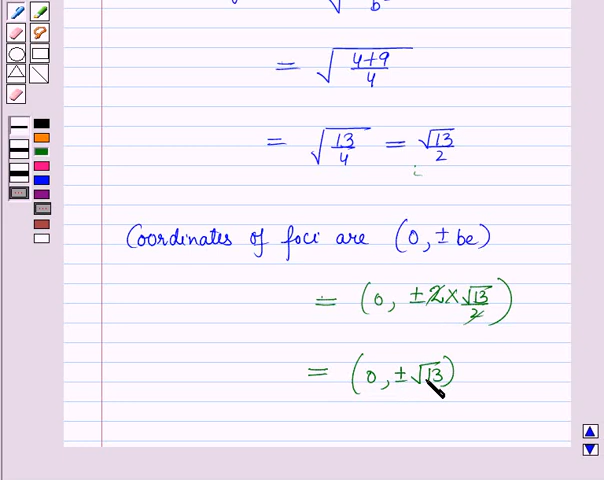 b
= √(4+9/4)
= √(13/4) = √13/2
Coordinates of foci are (0, ± be)
= (0, ±2×√13/2)
= (0, ±√13)